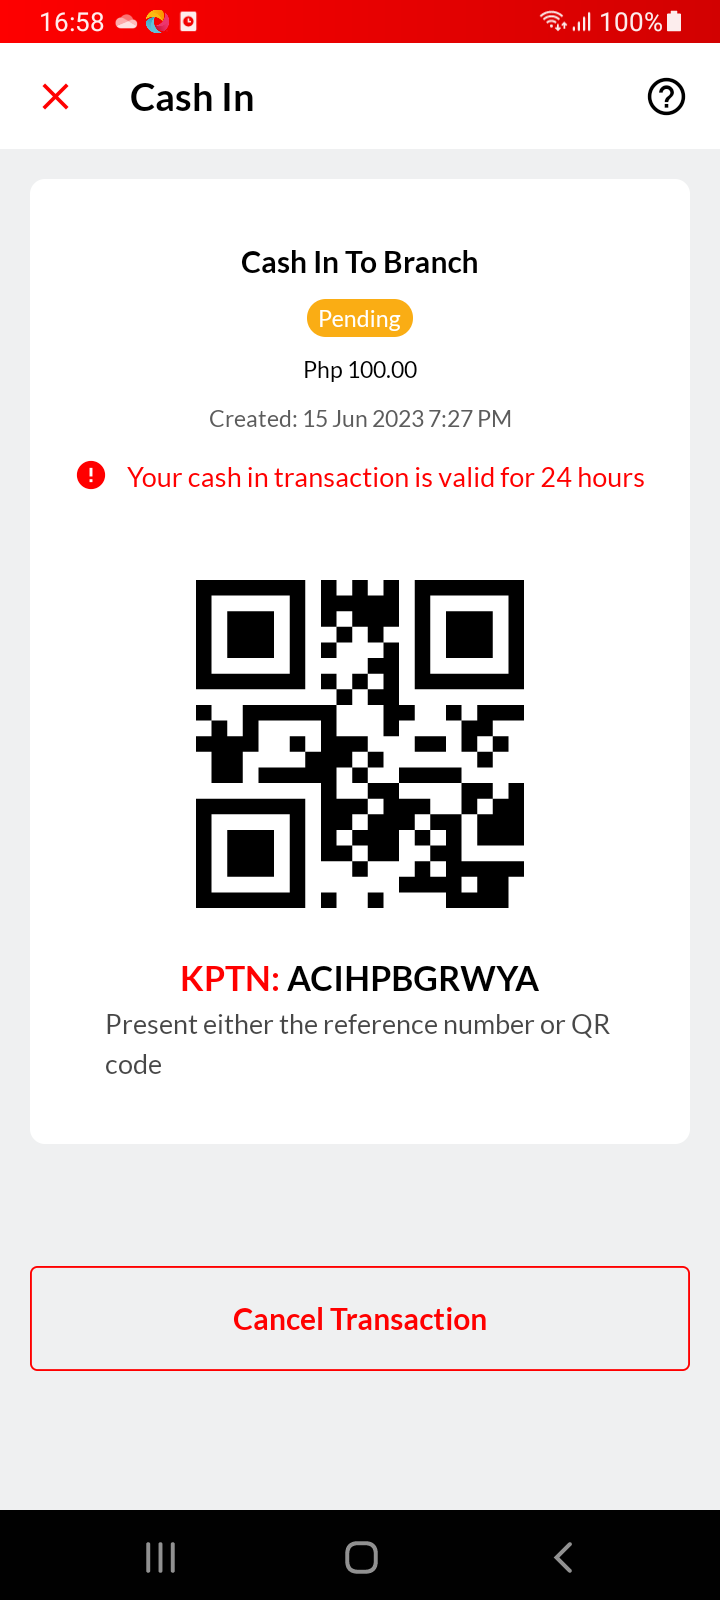 16:58 100%
Cash In
Cash In To Branch
Pending
Php 100.00
Created: 15 Jun 2023 7:27 PM
Your cash in transaction is valid for 24 hours
KPTN: ACIHPBGRWYA
Present either the reference number or QR
code
Cancel Transaction